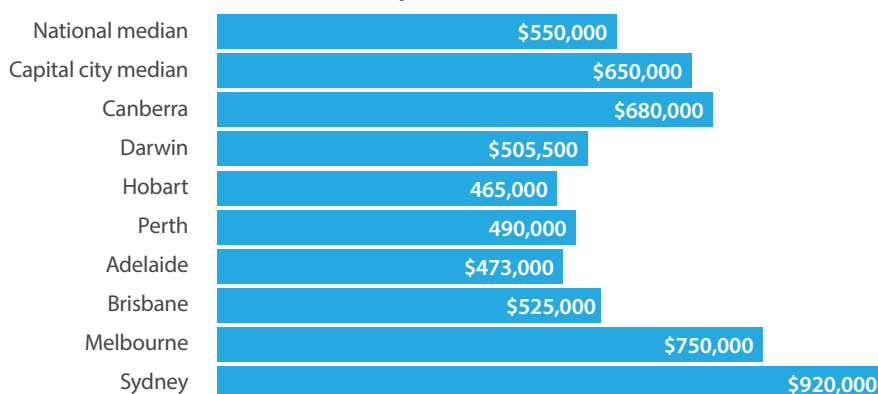 National median $550,000
Capital city median $650,000
Canberra $680,000
Darwin $505,500
Hobart 465,000
Perth 490,000
Adelaide $473,000
Brisbane $525,000
Melbourne $750,000
Sydney $920,000